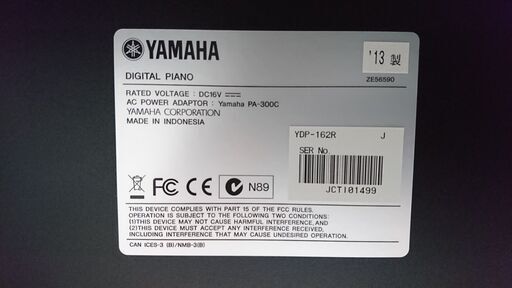 YAMAHA
'13 製
ZE56590
DIGITAL PIANO
RATED VOLTAGE : DC16V
AC POWER ADAPTOR : Yamaha PA-300C
YAMAHA CORPORATION
MADE IN INDONESIA
YDP-162R J
SER No.
JCTI01499
FC CE N89
THIS DEVICE COMPLIES WITH PART 15 OF THE FCC RULES.
OPERATION IS SUBJECT TO THE FOLLOWING TWO CONDITIONS:
(1)THIS DEVICE MAY NOT CAUSE HARMFUL INTERFERENCE,AND
(2)THIS DEVICE MUST ACCEPT ANY INTERFERENCE RECEIVED,
INCLUDING INTERFERENCE THAT MAY CAUSE UNDESIRED OPERATION.
CAN ICES-3 (B)/NMB-3(B)